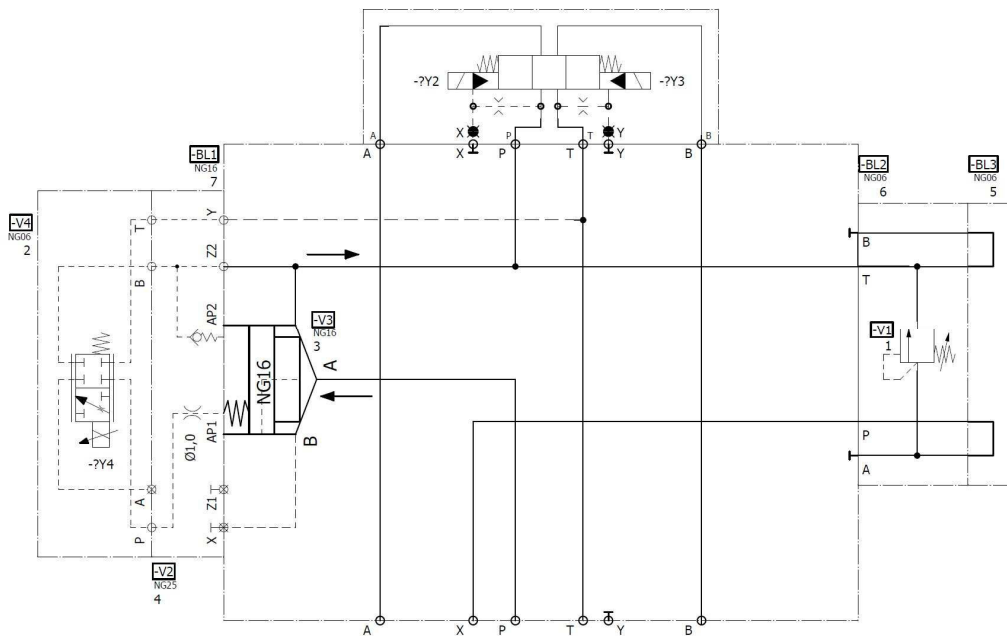 -?Y2
-?Y3
A
X
P
T
Y
B
A
X
P
T
Y
B
-BL1
NG16
7
-BL2
NG06
6
-BL3
NG06
5
-V4
NG06
2
T
Y
B
Z2
B
T
AP2
-V3
NG16
3
A
-V1
1
NG16
AP1
B
Ø1,0
-?Y4
P
A
A
Z1
P
X
-V2
NG25
4
A
X
P
T
Y
B